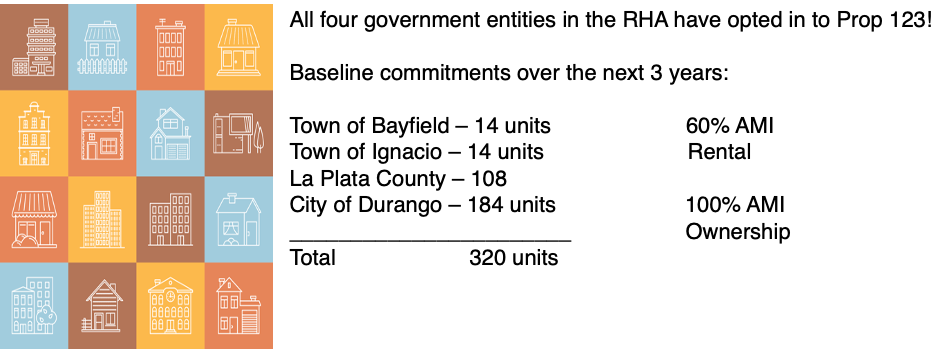 All four government entities in the RHA have opted in to Prop 123!
Baseline commitments over the next 3 years:
Town of Bayfield – 14 units 60% AMI
Town of Ignacio – 14 units Rental
La Plata County – 108
City of Durango – 184 units 100% AMI
Ownership
Total 320 units